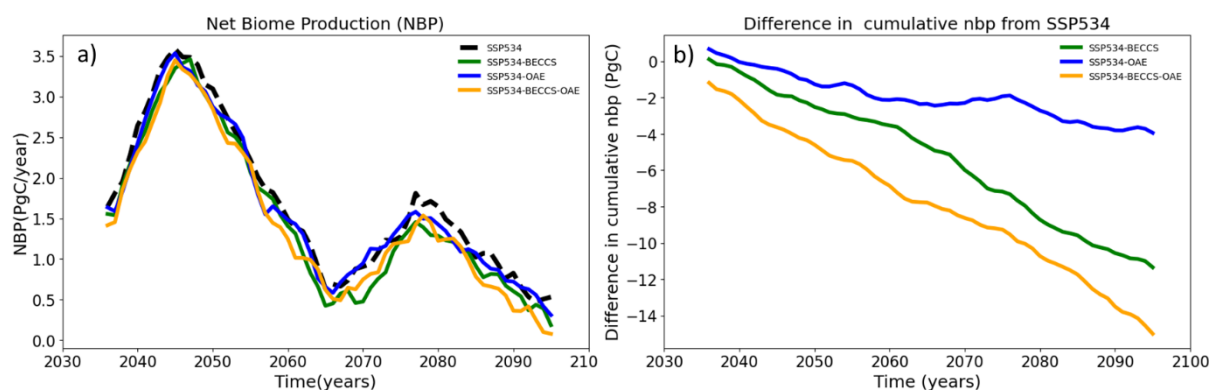 Net Biome Production (NBP)
a)
SSP534
SSP534-BECCS
SSP534-OAE
SSP534-BECCS-OAE
NBP(PgC/year)
3.5
3.0
2.5
2.0
1.5
1.0
0.5
0.0
2030 2040 2050 2060 2070 2080 2090 2100
Time(years)
Difference in cumulative nbp from SSP534
b)
SSP534-BECCS
SSP534-OAE
SSP534-BECCS-OAE
Difference in cumulative nbp (PgC)
0
−2
−4
−6
−8
−10
−12
−14
2030 2040 2050 2060 2070 2080 2090 2100
Time (years)